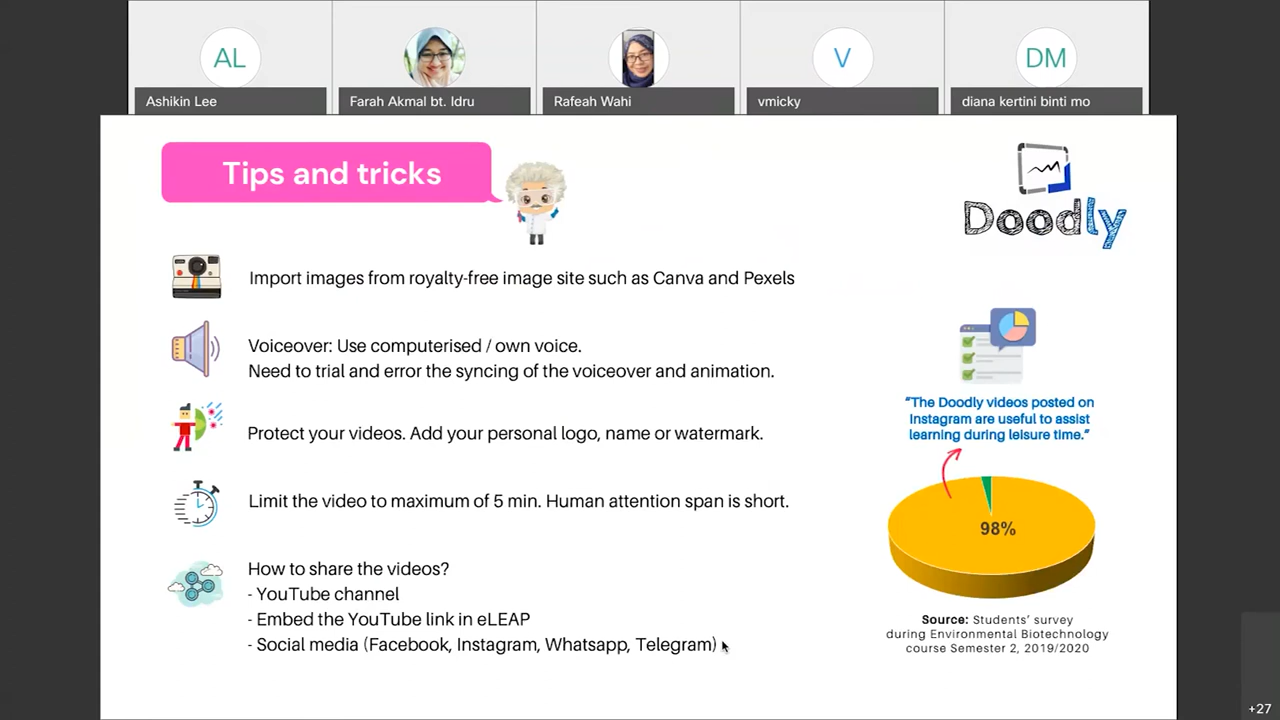 AL
V
DM
Ashikin Lee
Farah Akmal bt. Idru
Rafeah Wahi
vmicky
diana kertini binti mo
Tips and tricks
Doodly
Import images from royalty-free image site such as Canva and Pexels
Voiceover: Use computerised / own voice.
Need to trial and error the syncing of the voiceover and animation.
Protect your videos. Add your personal logo, name or watermark.
Limit the video to maximum of 5 min. Human attention span is short.
How to share the videos?
- YouTube channel
- Embed the YouTube link in eLEAP
- Social media (Facebook, Instagram, Whatsapp, Telegram)
“The Doodly videos posted on
Instagram are useful to assist
learning during leisure time.”
98%
Source: Students’ survey
during Environmental Biotechnology
course Semester 2, 2019/2020
+27